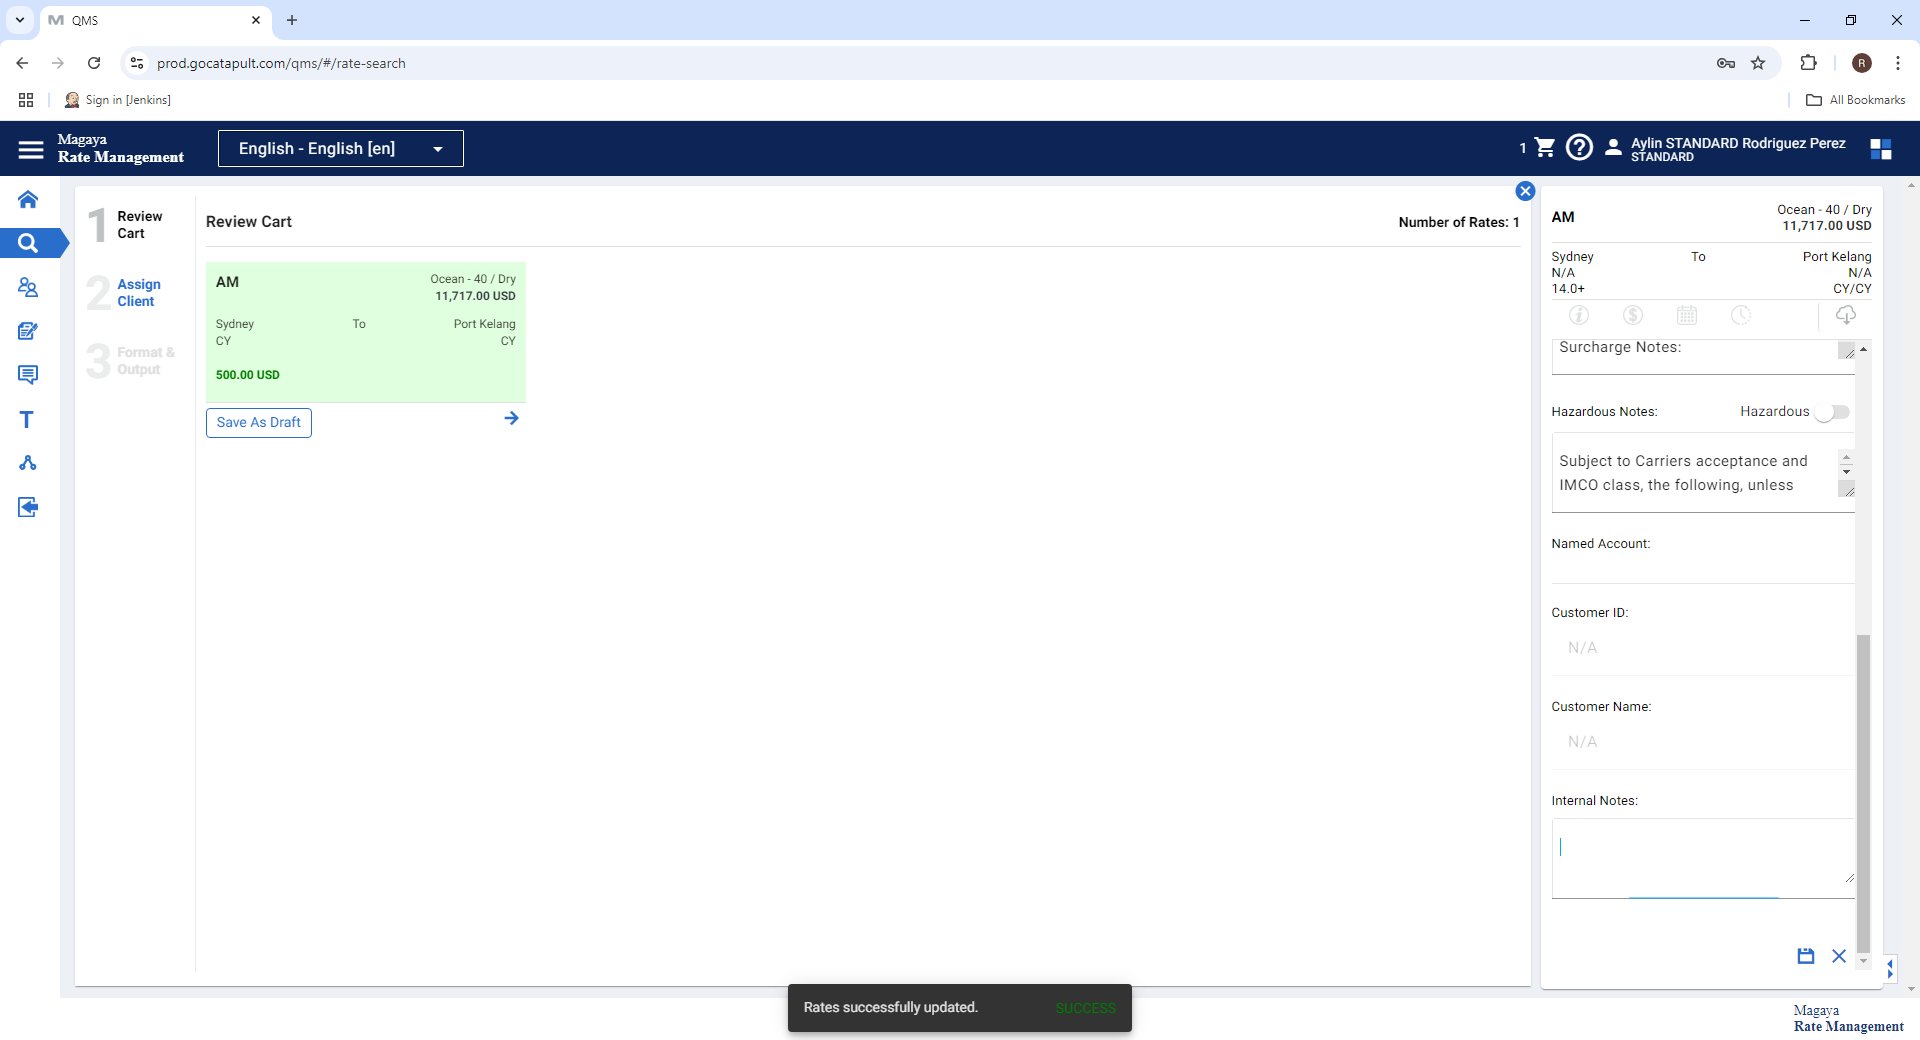 QMS
prod.gocatapult.com/qms/#/rate-search
R
Sign in [Jenkins]
All Bookmarks
Magaya
Rate Management
English - English [en]
1
Aylin STANDARD Rodriguez Perez
STANDARD
1 Review
Cart
2 Assign
Client
3 Format &
Output
Review Cart
Number of Rates: 1
AM
Ocean - 40 / Dry
11,717.00 USD
Sydney To Port Kelang
CY CY
500.00 USD
Save As Draft
T
AM
Ocean - 40 / Dry
11,717.00 USD
Sydney To Port Kelang
N/A N/A
14.0+ CY/CY
Surcharge Notes:
Hazardous Notes: Hazardous
Subject to Carriers acceptance and
IMCO class, the following, unless
Named Account:
Customer ID:
N/A
Customer Name:
N/A
Internal Notes:
Rates successfully updated. SUCCESS
Magaya
Rate Management